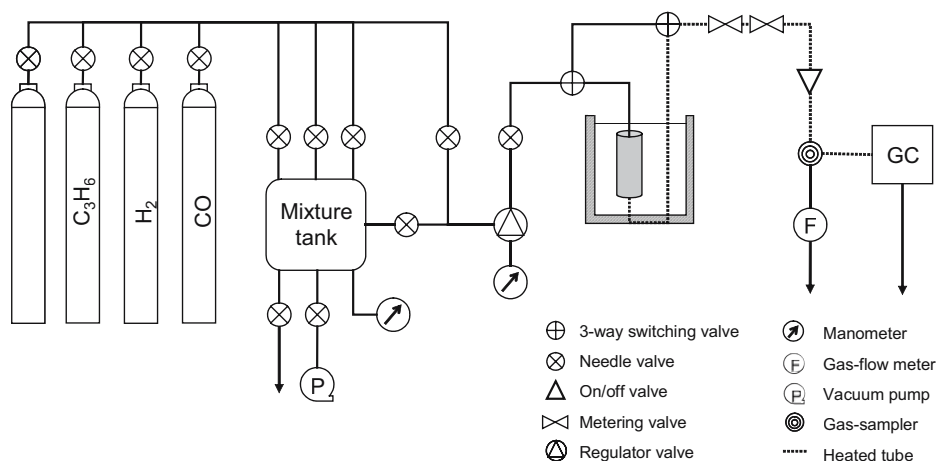 C₃H₆
H₂
CO
Mixture
tank
P
GC
F
3-way switching valve
Needle valve
On/off valve
Metering valve
Regulator valve
Manometer
F Gas-flow meter
P Vacuum pump
Gas-sampler
Heated tube